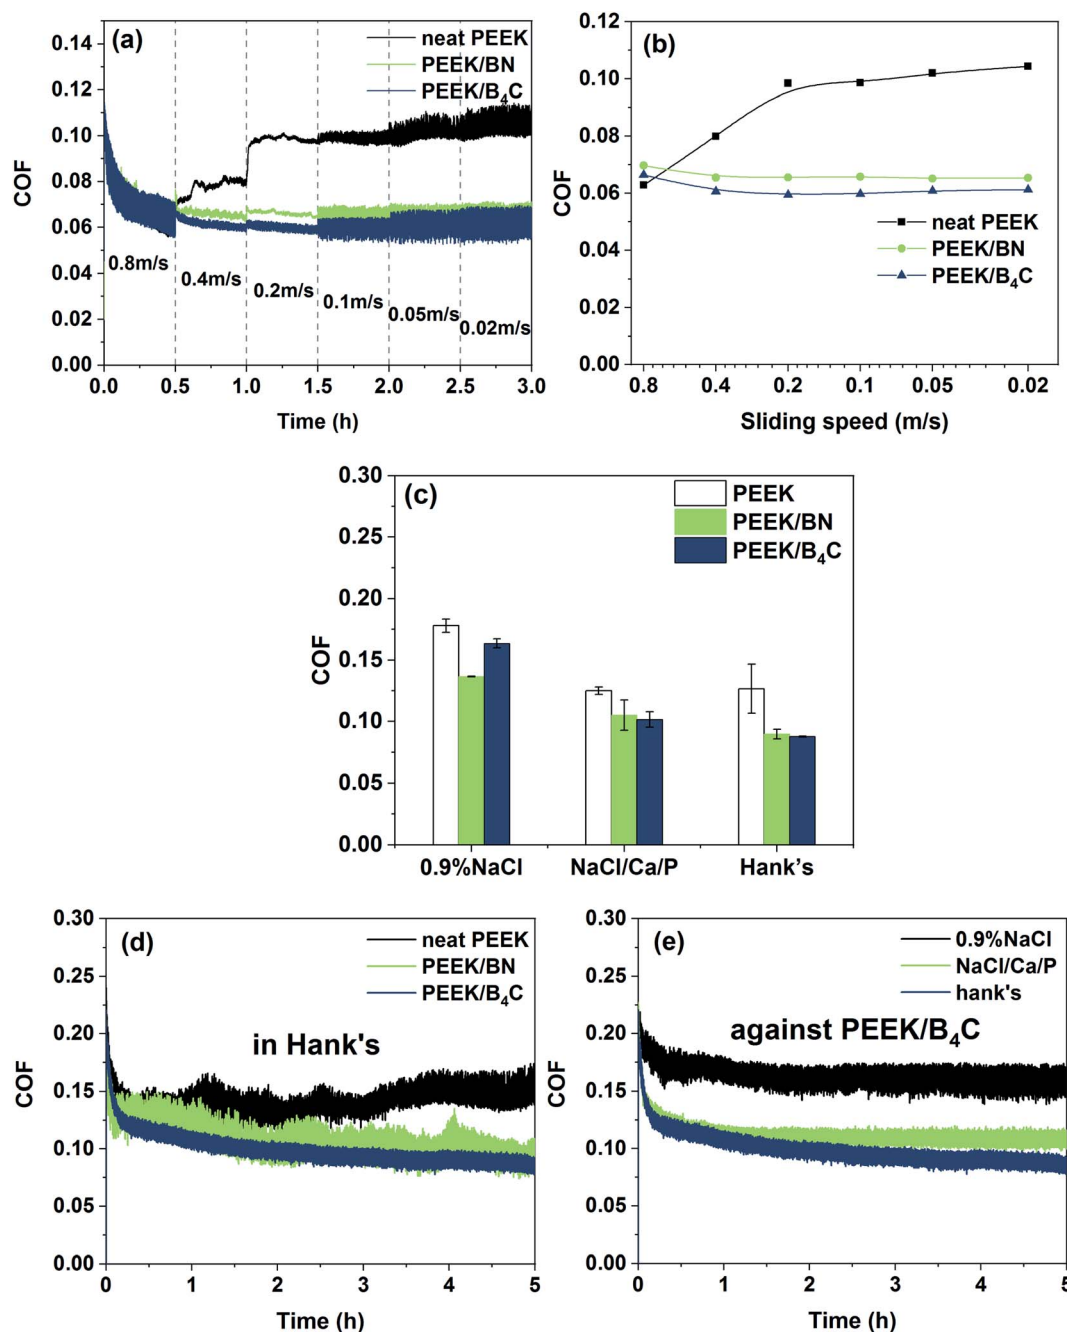 (a)
neat PEEK
PEEK/BN
PEEK/B₄C
0.14
0.12
0.10
0.08
0.06
0.04
0.02
0.00
COF
0.8m/s
0.4m/s
0.2m/s
0.1m/s
0.05m/s
0.02m/s
0.0 0.5 1.0 1.5 2.0 2.5 3.0
Time (h)
(b)
0.12
0.10
0.08
0.06
0.04
0.02
0.00
COF
neat PEEK
PEEK/BN
PEEK/B₄C
0.8 0.4 0.2 0.1 0.05 0.02
Sliding speed (m/s)
(c)
PEEK
PEEK/BN
PEEK/B₄C
0.30
0.25
0.20
0.15
0.10
0.05
0.00
COF
0.9%NaCl NaCl/Ca/P Hank's
(d)
neat PEEK
PEEK/BN
PEEK/B₄C
in Hank's
0.30
0.25
0.20
0.15
0.10
0.05
0.00
COF
0 1 2 3 4 5
Time (h)
(e)
0.9%NaCl
NaCl/Ca/P
hank's
against PEEK/B₄C
0.30
0.25
0.20
0.15
0.10
0.05
0.00
COF
0 1 2 3 4 5
Time (h)